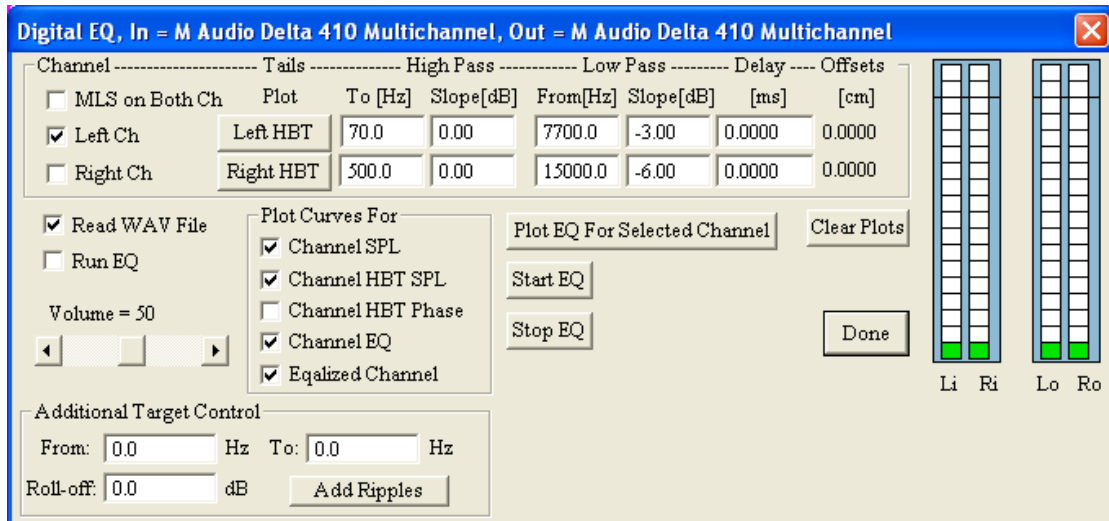 Digital EQ, In = M Audio Delta 410 Multichannel, Out = M Audio Delta 410 Multichannel
Channel ---------------------- Tails ------------- High Pass ------------ Low Pass --------- Delay ---- Offsets
MLS on Both Ch Plot To [Hz] Slope[dB] From[Hz] Slope[dB] [ms] [cm]
Left Ch Left HBT 70.0 0.00 7700.0 -3.00 0.0000 0.0000
Right Ch Right HBT 500.0 0.00 15000.0 -6.00 0.0000 0.0000
Read WAV File
Run EQ
Volume = 50
Plot Curves For
Channel SPL
Channel HBT SPL
Channel HBT Phase
Channel EQ
Eqalized Channel
Plot EQ For Selected Channel
Clear Plots
Start EQ
Stop EQ
Done
Li Ri Lo Ro
Additional Target Control
From: 0.0 Hz To: 0.0 Hz
Roll-off: 0.0 dB Add Ripples